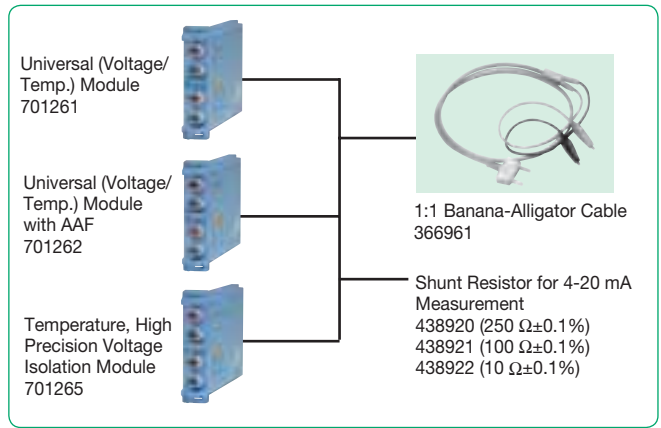 Universal (Voltage/
Temp.) Module
701261
Universal (Voltage/
Temp.) Module
with AAF
701262
Temperature, High
Precision Voltage
Isolation Module
701265
1:1 Banana-Alligator Cable
366961
Shunt Resistor for 4-20 mA
Measurement
438920 (250 Ω±0.1%)
438921 (100 Ω±0.1%)
438922 (10 Ω±0.1%)